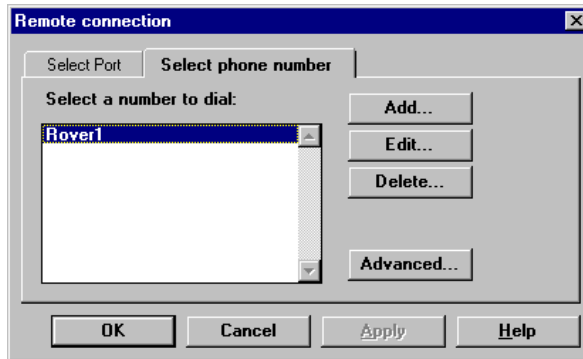 Remote connection
Select Port
Select phone number
Select a number to dial:
Rover1
Add...
Edit...
Delete...
Advanced...
OK
Cancel
Apply
Help